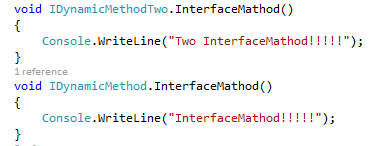 void IDynamicMethodTwo.InterfaceMathod()
{
Console.WriteLine("Two InterfaceMathod!!!!!");
}
1 reference
void IDynamicMethod.InterfaceMathod()
{
Console.WriteLine("InterfaceMathod!!!!!");
}